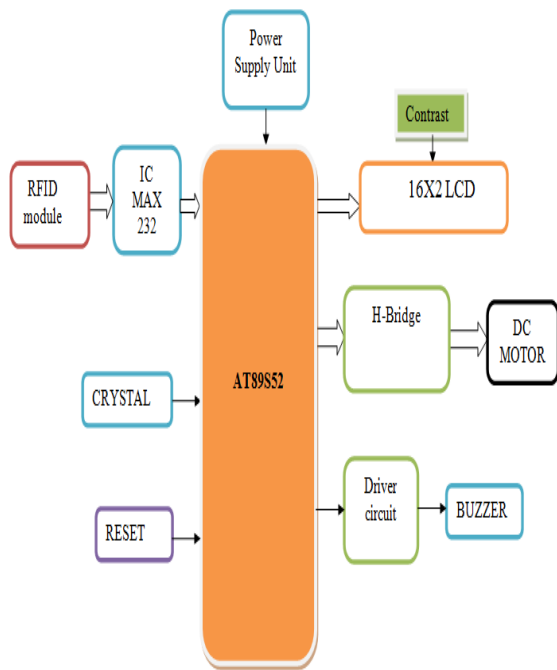 Power
Supply Unit
Contrast
RFID
module
IC
MAX
232
16X2 LCD
H-Bridge
DC
MOTOR
AT89S52
CRYSTAL
Driver
circuit
BUZZER
RESET